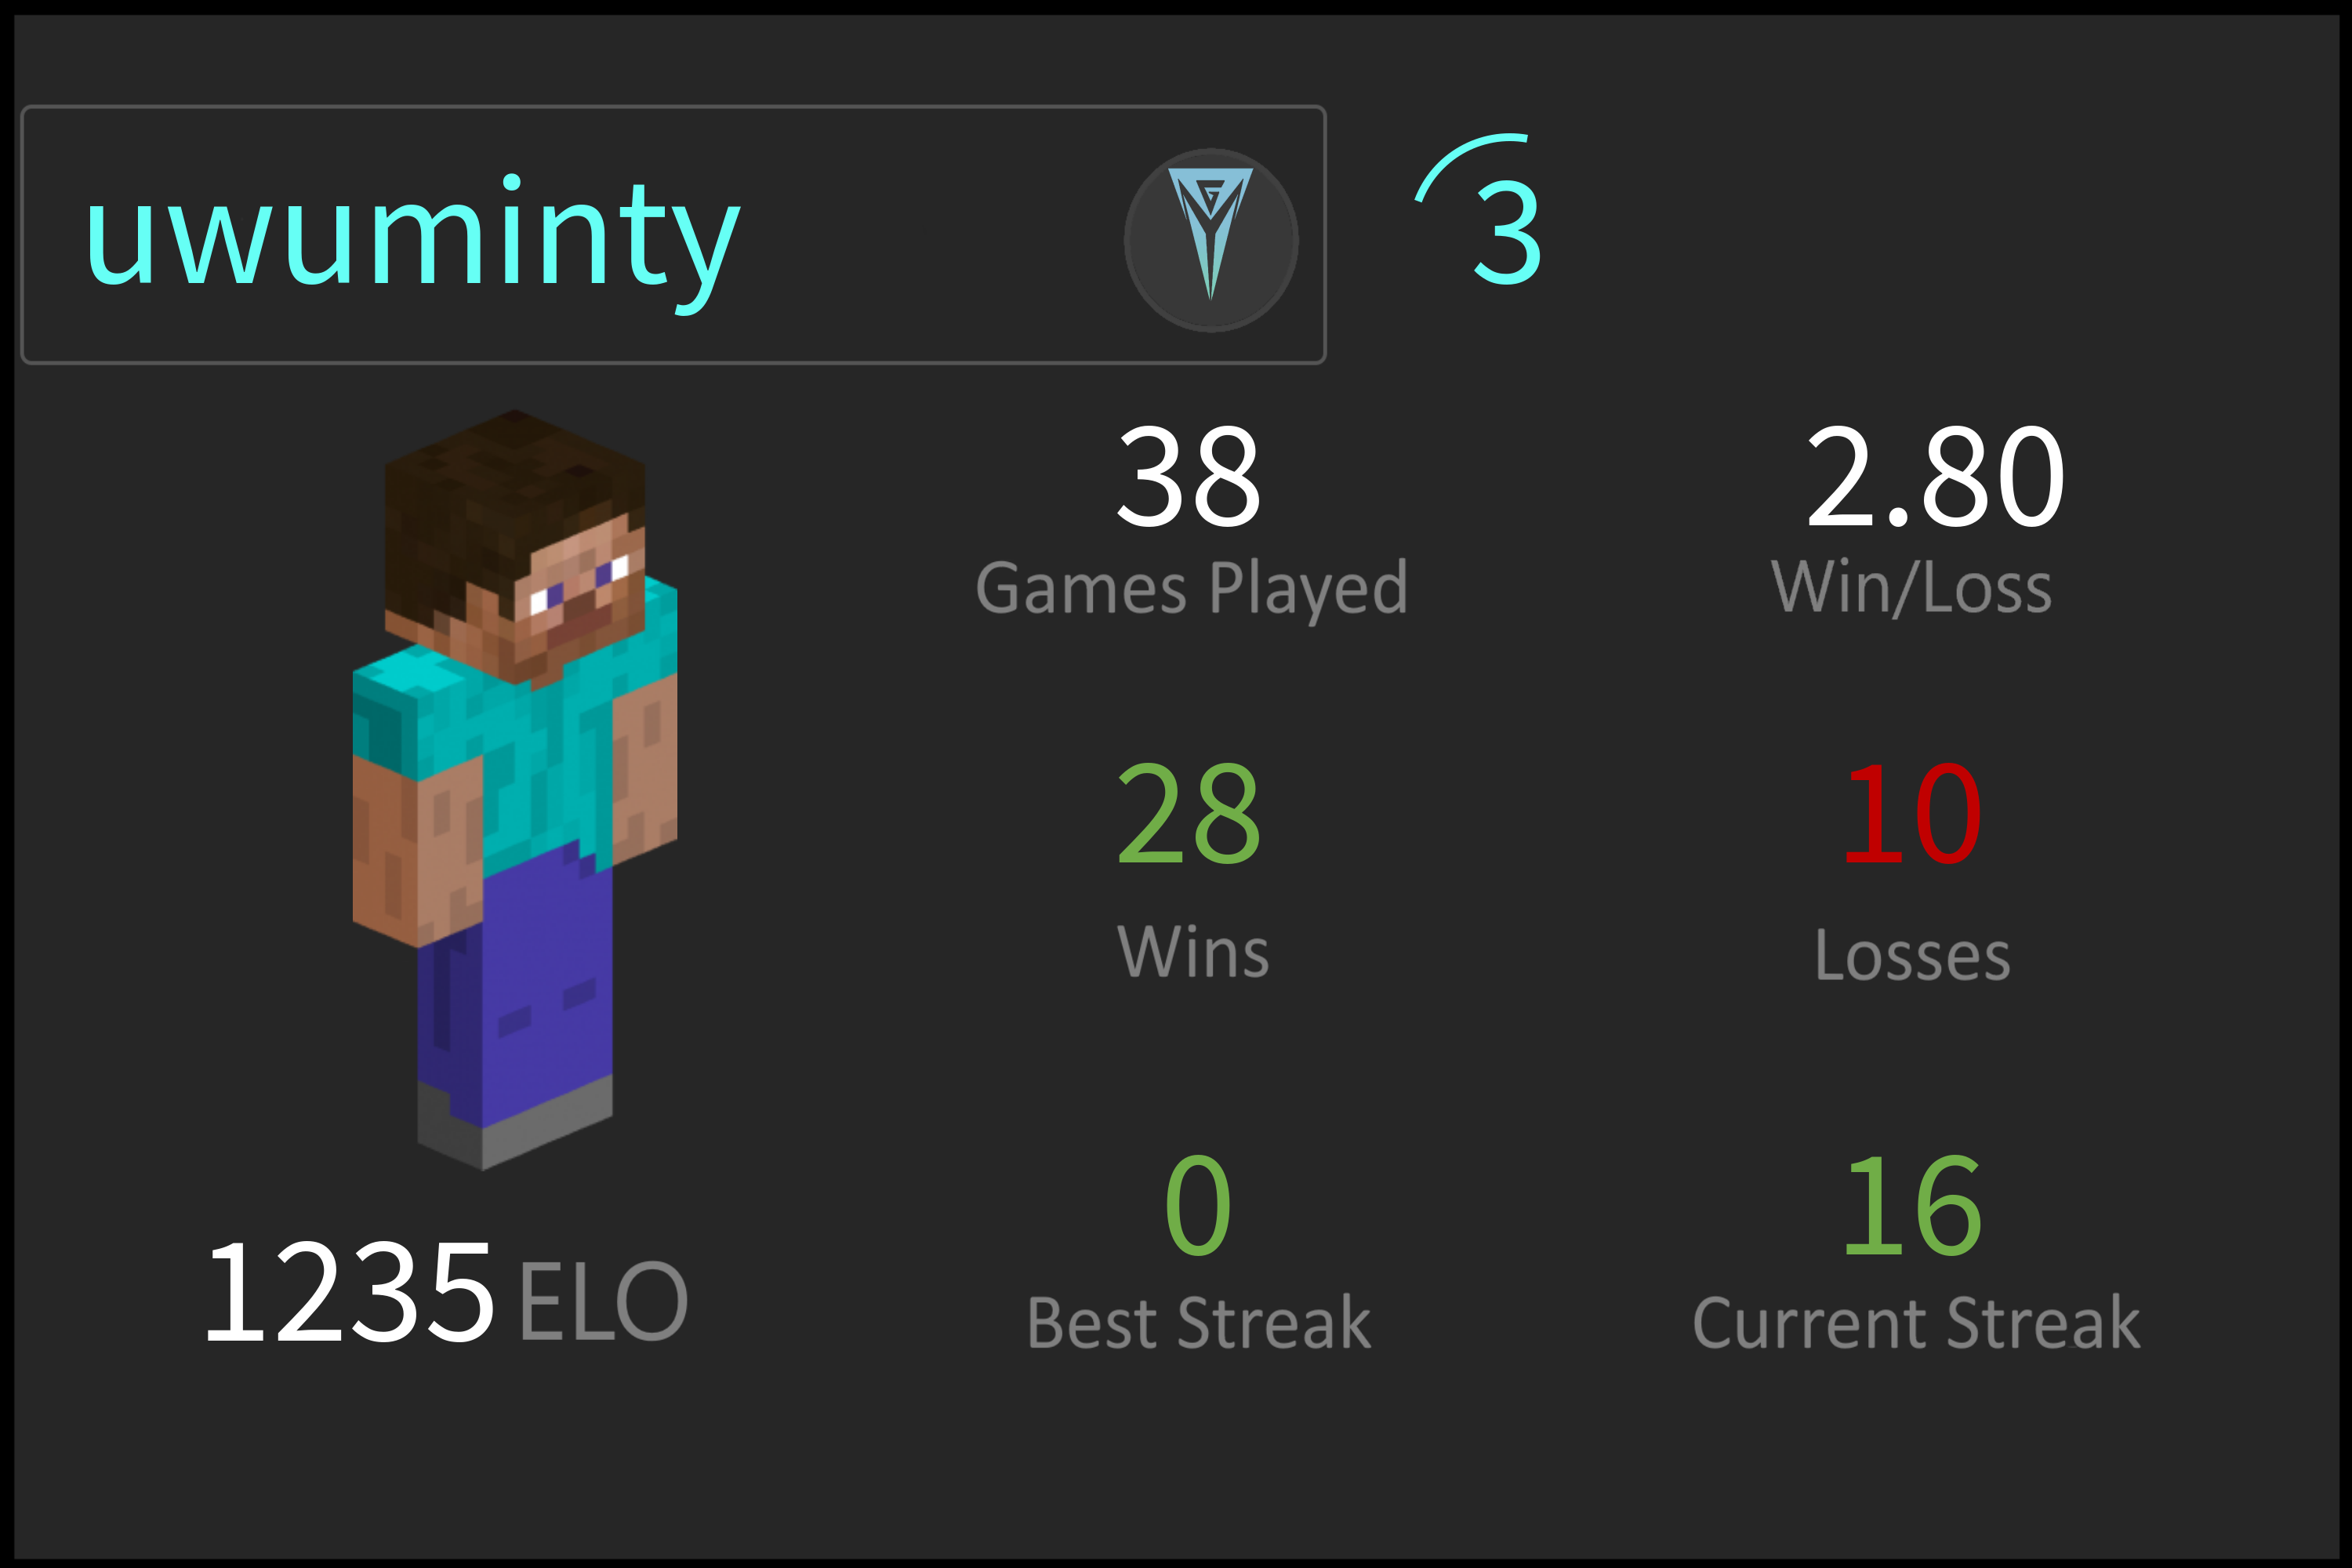 uwuminty
3
38
2.80
Games Played
Win/Loss
28
10
Wins
Losses
0
16
Best Streak
Current Streak
1235 ELO